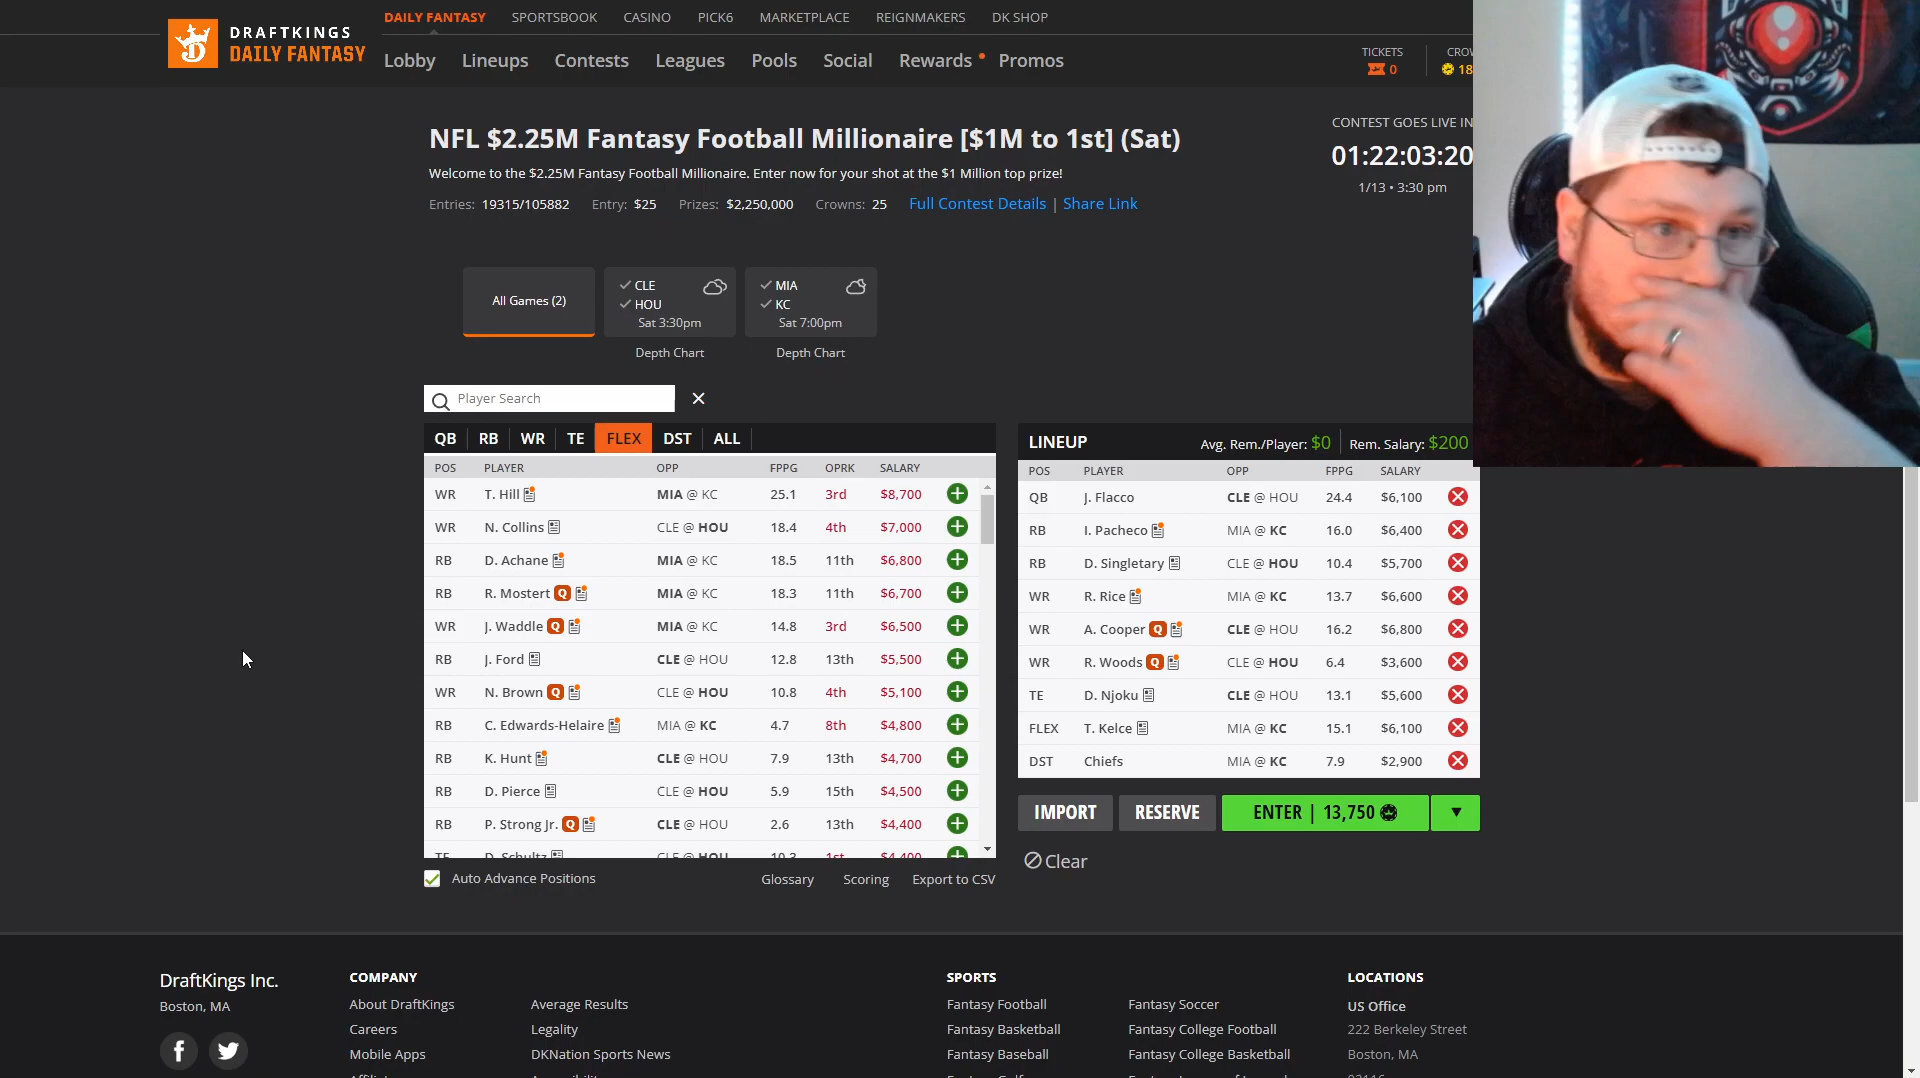 DAILY FANTASY SPORTSBOOK CASINO PICK6 MARKETPLACE REIGNMAKERS DK SHOP
DRAFTKINGS
DAILY FANTASY
Lobby Lineups Contests Leagues Pools Social Rewards Promos
TICKETS
0
CROW
18
NFL $2.25M Fantasy Football Millionaire [$1M to 1st] (Sat)
Welcome to the $2.25M Fantasy Football Millionaire. Enter now for your shot at the $1 Million top prize!
Entries: 19315/105882 Entry: $25 Prizes: $2,250,000 Crowns: 25 Full Contest Details | Share Link
CONTEST GOES LIVE IN
01:22:03:20
1/13 • 3:30 pm
All Games (2)
CLE
HOU
Sat 3:30pm
Depth Chart
MIA
KC
Sat 7:00pm
Depth Chart
Player Search
QB RB WR TE FLEX DST ALL
POS PLAYER OPP FPPG OPRK SALARY
WR T. Hill MIA @ KC 25.1 3rd $8,700
WR N. Collins CLE @ HOU 18.4 4th $7,000
RB D. Achane MIA @ KC 18.5 11th $6,800
RB R. Mostert Q MIA @ KC 18.3 11th $6,700
WR J. Waddle Q MIA @ KC 14.8 3rd $6,500
RB J. Ford CLE @ HOU 12.8 13th $5,500
WR N. Brown Q CLE @ HOU 10.8 4th $5,100
RB C. Edwards-Helaire MIA @ KC 4.7 8th $4,800
RB K. Hunt CLE @ HOU 7.9 13th $4,700
RB D. Pierce CLE @ HOU 5.9 15th $4,500
RB P. Strong Jr. Q CLE @ HOU 2.6 13th $4,400
TE D. Schultz CLE @ HOU 10.3 1st $4,400
Auto Advance Positions Glossary Scoring Export to CSV
LINEUP Avg. Rem./Player: $0 Rem. Salary: $200
POS PLAYER OPP FPPG SALARY
QB J. Flacco CLE @ HOU 24.4 $6,100
RB I. Pacheco MIA @ KC 16.0 $6,400
RB D. Singletary CLE @ HOU 10.4 $5,700
WR R. Rice MIA @ KC 13.7 $6,600
WR A. Cooper Q CLE @ HOU 16.2 $6,800
WR R. Woods Q CLE @ HOU 6.4 $3,600
TE D. Njoku CLE @ HOU 13.1 $5,600
FLEX T. Kelce MIA @ KC 15.1 $6,100
DST Chiefs MIA @ KC 7.9 $2,900
IMPORT RESERVE ENTER | 13,750
Clear
DraftKings Inc.
Boston, MA
COMPANY
About DraftKings Average Results
Careers Legality
Mobile Apps DKNation Sports News
SPORTS
Fantasy Football Fantasy Soccer
Fantasy Basketball Fantasy College Football
Fantasy Baseball Fantasy College Basketball
LOCATIONS
US Office
222 Berkeley Street
Boston, MA